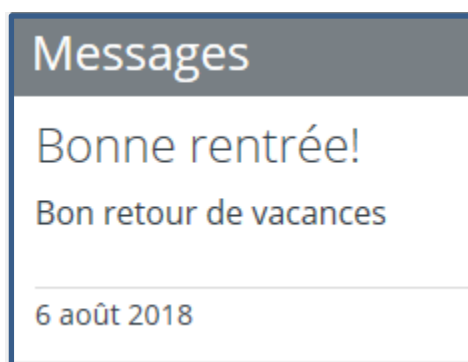 Messages
Bonne rentrée!
Bon retour de vacances
6 août 2018